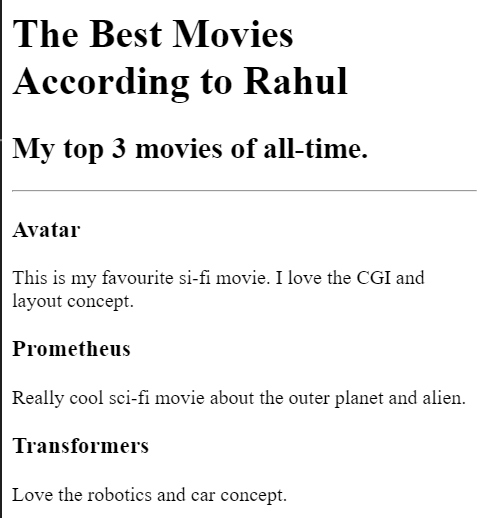 The Best Movies
According to Rahul
My top 3 movies of all-time.
Avatar
This is my favourite si-fi movie. I love the CGI and
layout concept.
Prometheus
Really cool sci-fi movie about the outer planet and alien.
Transformers
Love the robotics and car concept.